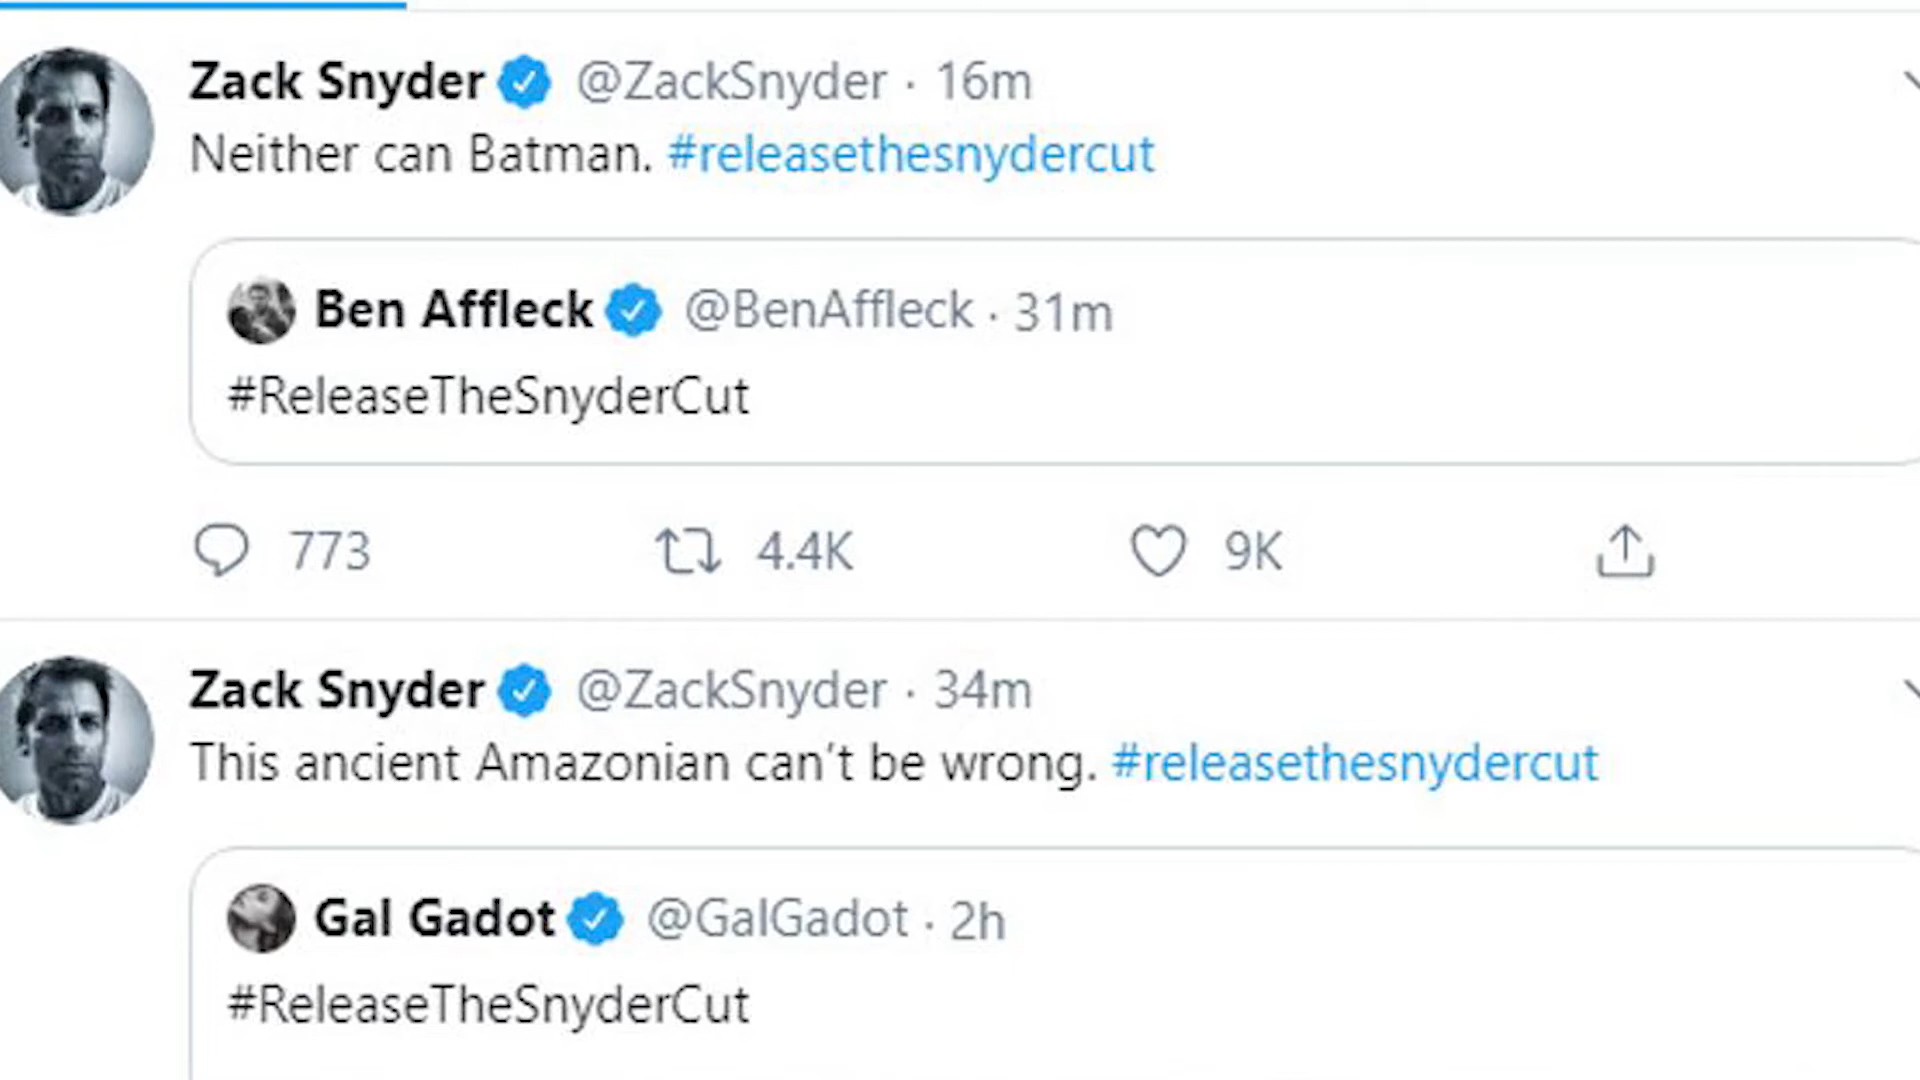 Zack Snyder @ZackSnyder · 16m
Neither can Batman. #releasethesnydercut
Ben Affleck @BenAffleck · 31m
#ReleaseTheSnyderCut
773 4.4K 9K
Zack Snyder @ZackSnyder · 34m
This ancient Amazonian can’t be wrong. #releasethesnydercut
Gal Gadot @GalGadot · 2h
#ReleaseTheSnyderCut